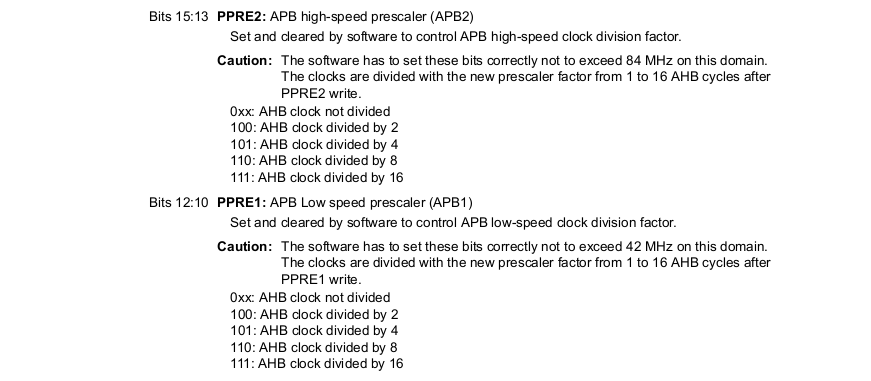 Bits 15:13 PPRE2: APB high-speed prescaler (APB2)
Set and cleared by software to control APB high-speed clock division factor.
Caution: The software has to set these bits correctly not to exceed 84 MHz on this domain.
The clocks are divided with the new prescaler factor from 1 to 16 AHB cycles after
PPRE2 write.
0xx: AHB clock not divided
100: AHB clock divided by 2
101: AHB clock divided by 4
110: AHB clock divided by 8
111: AHB clock divided by 16
Bits 12:10 PPRE1: APB Low speed prescaler (APB1)
Set and cleared by software to control APB low-speed clock division factor.
Caution: The software has to set these bits correctly not to exceed 42 MHz on this domain.
The clocks are divided with the new prescaler factor from 1 to 16 AHB cycles after
PPRE1 write.
0xx: AHB clock not divided
100: AHB clock divided by 2
101: AHB clock divided by 4
110: AHB clock divided by 8
111: AHB clock divided by 16